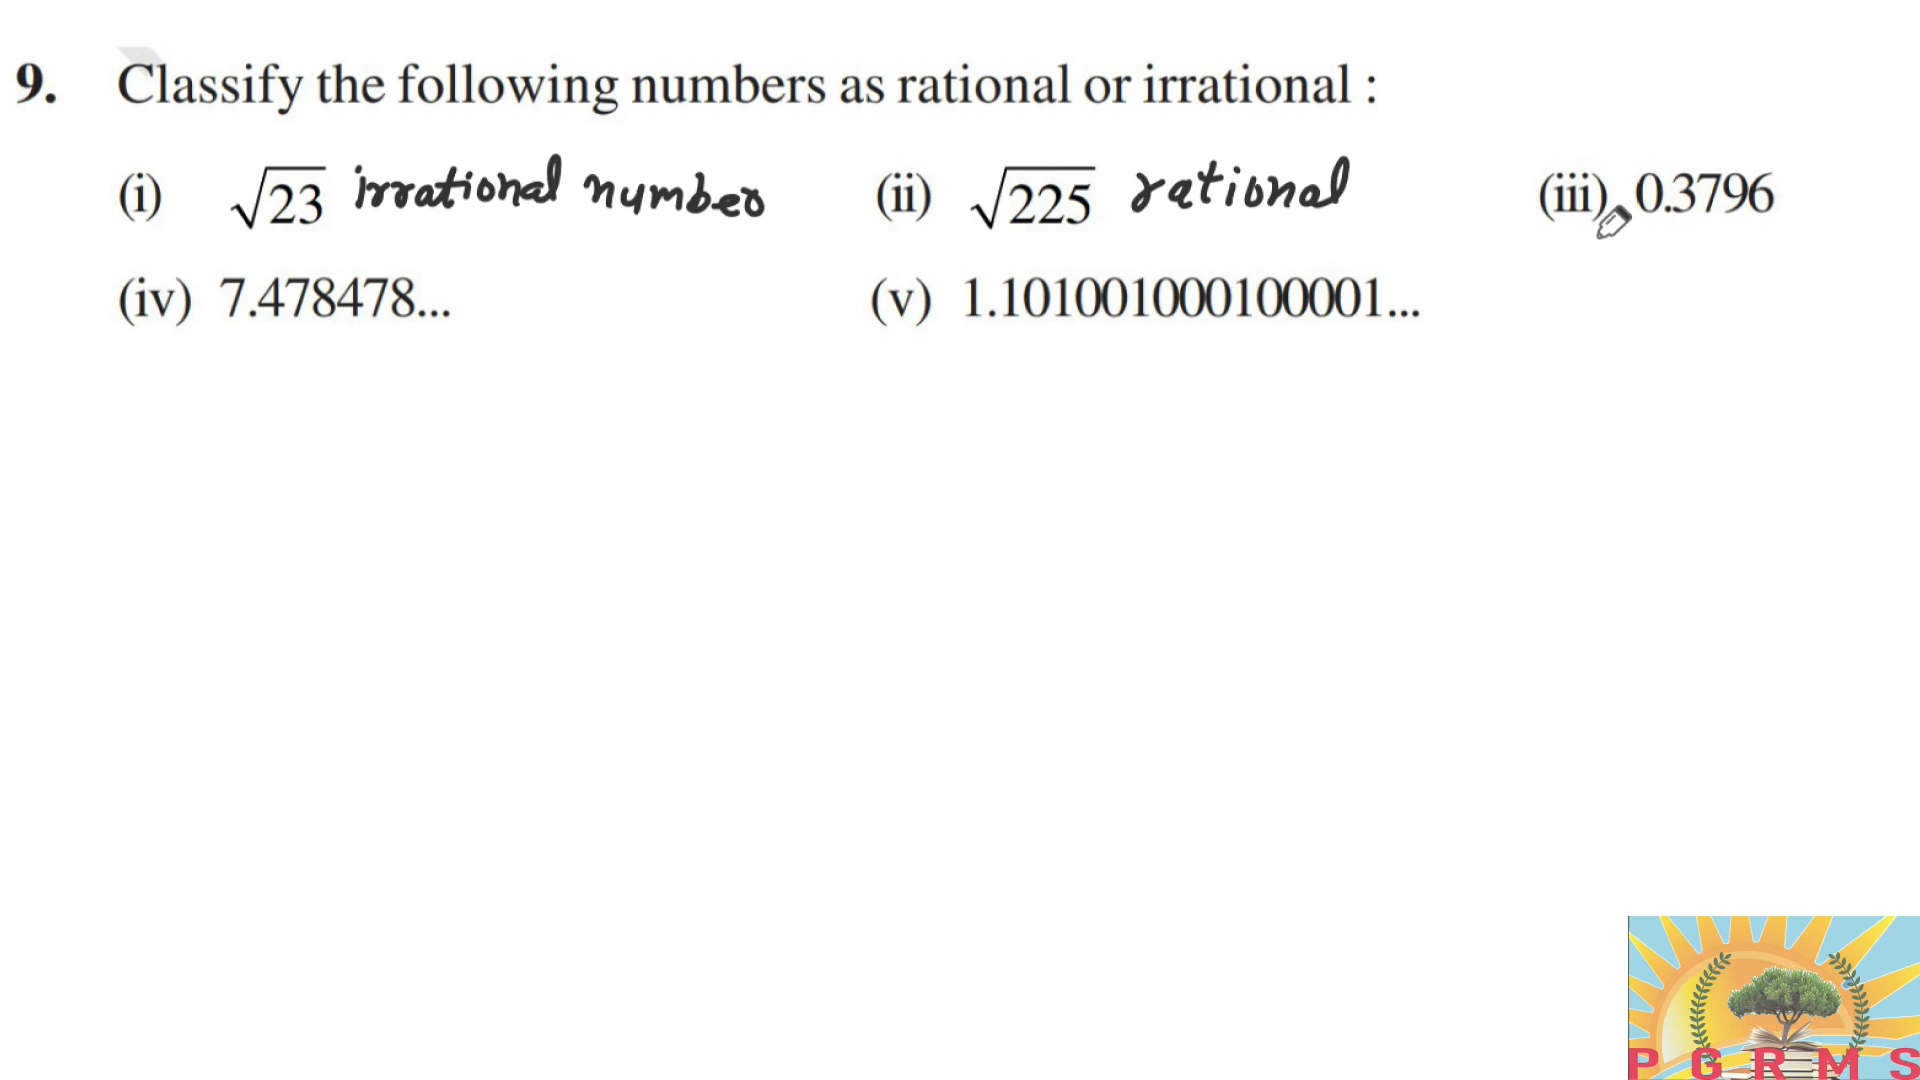 9. Classify the following numbers as rational or irrational :
(i) √23 irrational number (ii) √225 rational (iii) 0.3796
(iv) 7.478478... (v) 1.101001000100001...
P G R M S